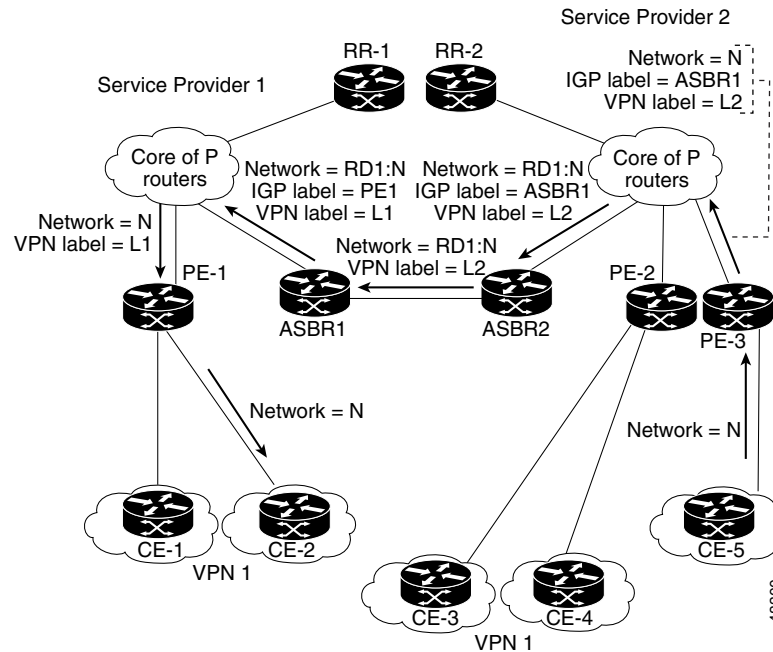 Service Provider 2
RR-1
RR-2
Network = N
IGP label = ASBR1
VPN label = L2
Service Provider 1
Core of P
routers
Network = RD1:N
IGP label = PE1
VPN label = L1
Network = RD1:N
IGP label = ASBR1
VPN label = L2
Core of P
routers
Network = N
VPN label = L1
Network = RD1:N
VPN label = L2
PE-1
ASBR1
ASBR2
PE-2
PE-3
Network = N
Network = N
CE-1
CE-2
VPN 1
CE-3
CE-4
VPN 1
CE-5